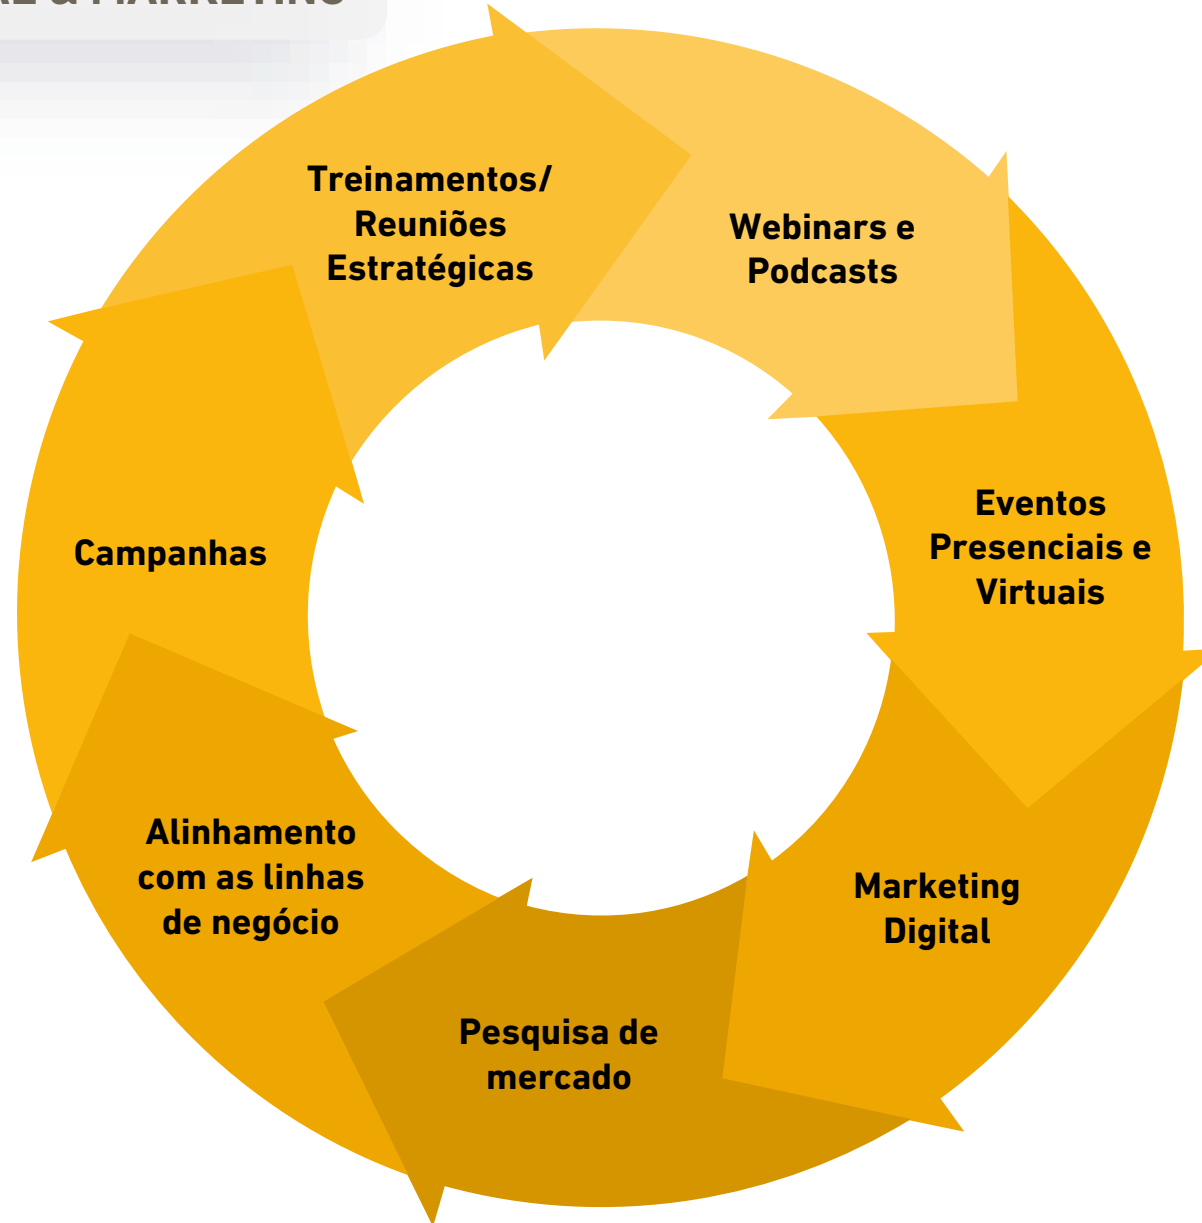 & MARKETING
Treinamentos/
Reuniões
Estratégicas
Webinars e
Podcasts
Eventos
Presenciais e
Virtuais
Campanhas
Alinhamento
com as linhas
de negócio
Marketing
Digital
Pesquisa de
mercado